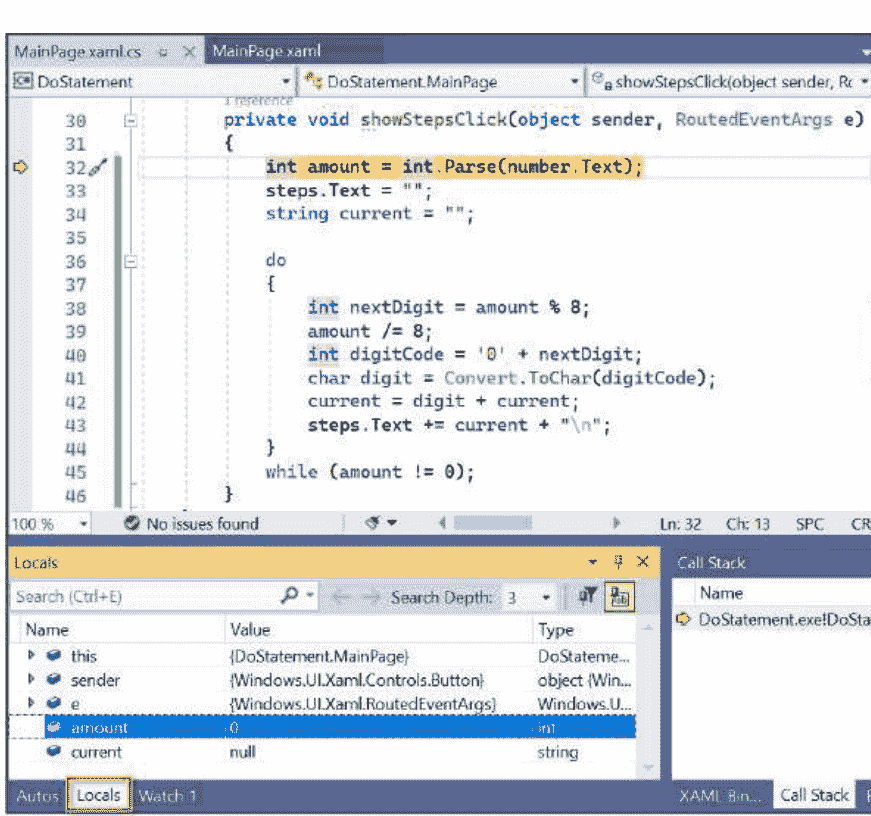 MainPage.xaml.cs MainPage.xaml
DoStatement DoStatement.MainPage showStepsClick(object sender, Rc
1 reference
30 private void showStepsClick(object sender, RoutedEventArgs e)
31 {
32 int amount = int.Parse(number.Text);
33 steps.Text = "";
34 string current = "";
35
36 do
37 {
38 int nextDigit = amount % 8;
39 amount /= 8;
40 int digitCode = '0' + nextDigit;
41 char digit = Convert.ToChar(digitCode);
42 current = digit + current;
43 steps.Text += current + "\n";
44 }
45 while (amount != 0);
46 }
100 % No issues found Ln: 32 Ch: 13 SPC CR
Locals
Search (Ctrl+E) Search Depth: 3
Name Value Type
this {DoStatement.MainPage} DoStateme...
sender {Windows.UI.Xaml.Controls.Button} object {Win...
e {Windows.UI.Xaml.RoutedEventArgs} Windows.U...
amount 0 int
current null string
Autos Locals Watch 1
Call Stack
Name
DoStatement.exe!DoSta
XAML Bin... Call Stack